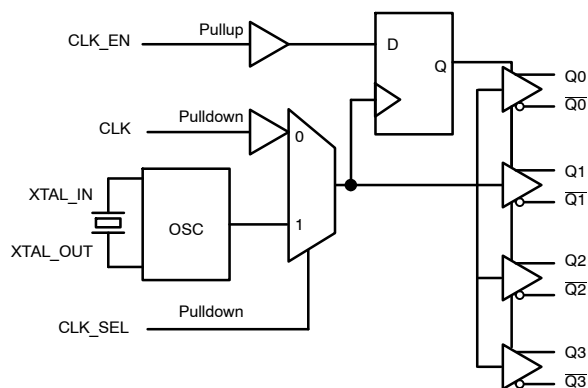 CLK_EN
Pullup
D
Q
Q0
Q0
CLK
Pulldown
0
XTAL_IN
OSC
1
XTAL_OUT
Q1
Q1
CLK_SEL
Pulldown
Q2
Q2
Q3
Q3